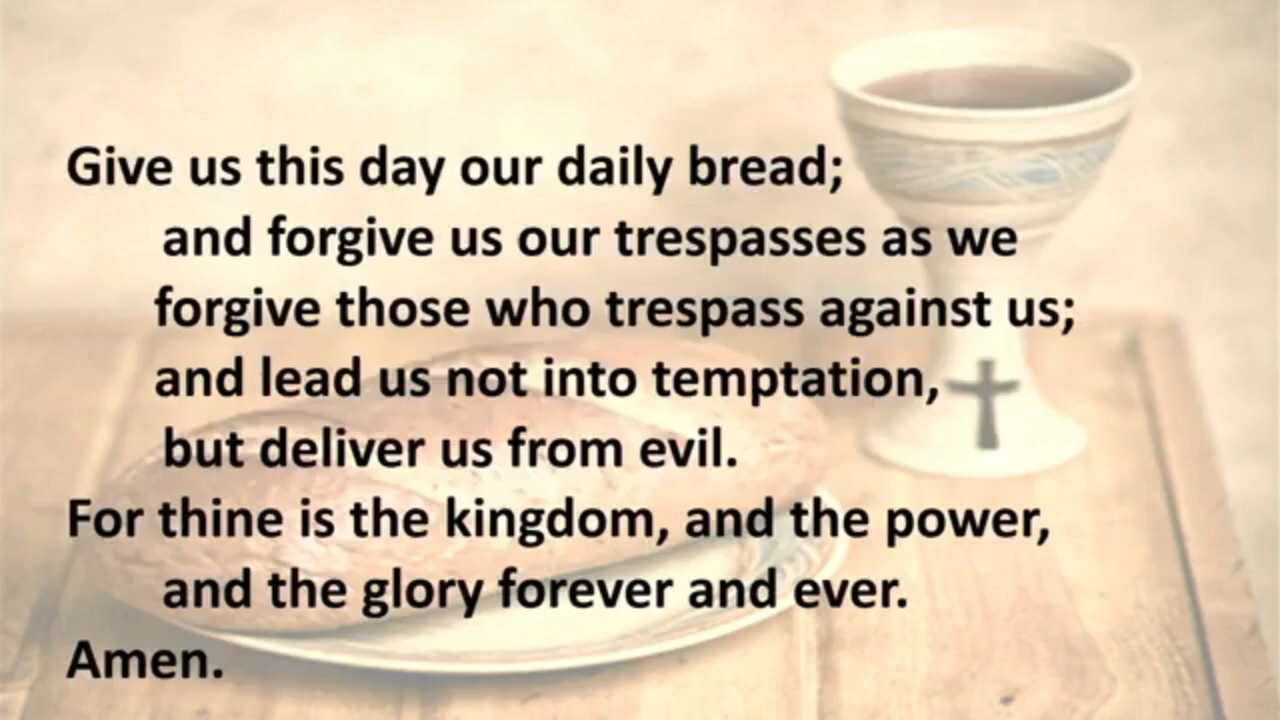 Give us this day our daily bread;
and forgive us our trespasses as we
forgive those who trespass against us;
and lead us not into temptation,
but deliver us from evil.
For thine is the kingdom, and the power,
and the glory forever and ever.
Amen.